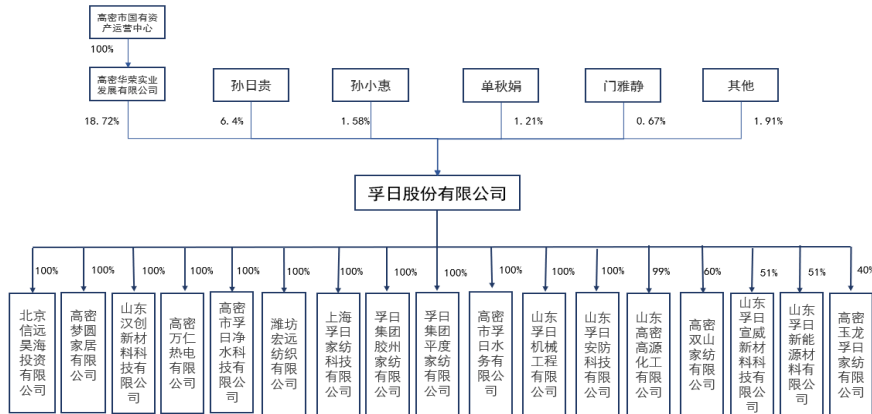 高密市国有资
产运营中心
100%
高密华荣实业
发展有限公司
孙日贵
孙小惠
单秋娟
门雅静
其他
18.72%
6.4%
1.58%
1.21%
0.67%
1.91%
孚日股份有限公司
100%
100%
100%
100%
100%
100%
100%
100%
100%
100%
100%
100%
99%
60%
51%
51%
40%
北京信远昊海投资有限公司
高密梦圆家居有限公司
山东汉创新材料科技有限公司
高密万仁热电有限公司
高密市孚日净水科技有限公司
潍坊宏远纺织有限公司
上海孚日家纺科技有限公司
孚日集团胶州家纺有限公司
孚日集团平度家纺有限公司
高密市孚日水务有限公司
山东孚日机械工程有限公司
山东孚日安防科技有限公司
山东高密高源化工有限公司
高密双山家纺有限公司
山东孚日宣威新材料科技有限公司
山东孚日新能源材料有限公司
高密玉龙孚日家纺有限公司